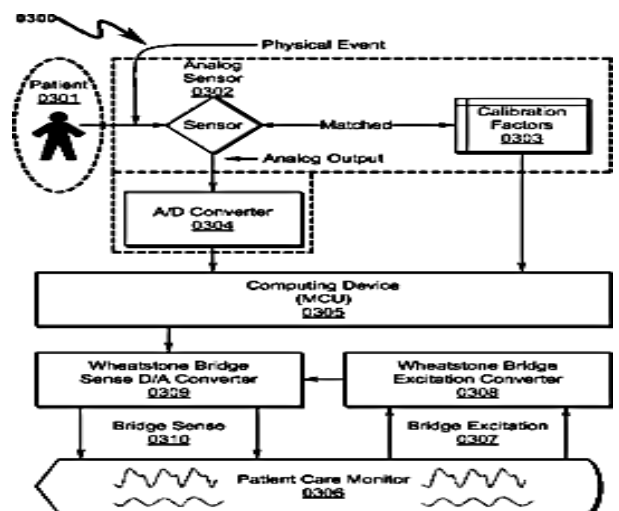 0300
Physical Event
Analog
Sensor
0302
Patient
0301
Sensor
Matched
Calibration
Factors
0303
Analog Output
A/D Converter
0304
Computing Device
(MCU)
0305
Wheatstone Bridge
Sense D/A Converter
0309
Wheatstone Bridge
Excitation Converter
0308
Bridge Sense
0310
Bridge Excitation
0307
Patient Care Monitor
0306